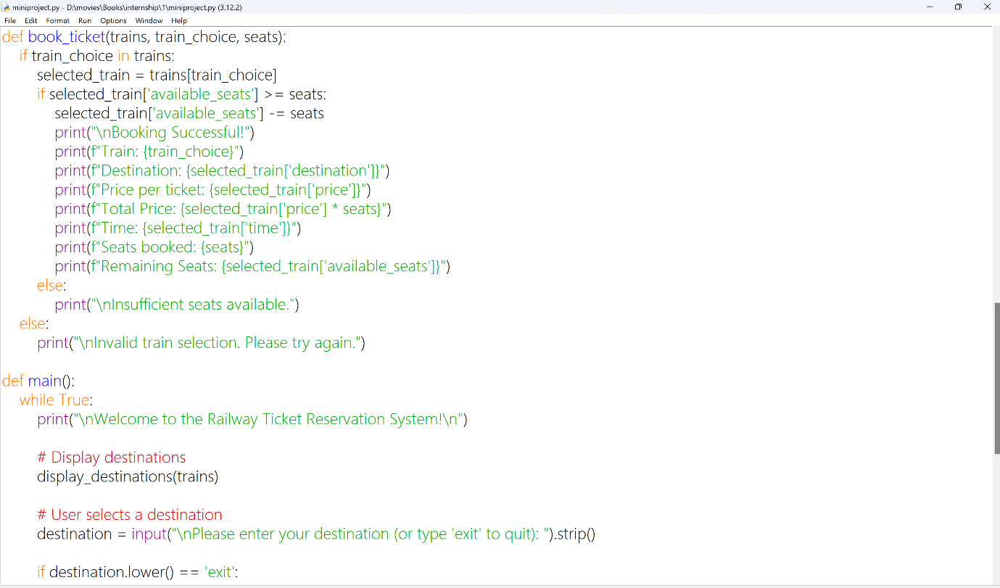 miniproject.py - D:\movies\Books\internship\1\miniproject.py (3.12.2)
File Edit Format Run Options Window Help
def book_ticket(trains, train_choice, seats):
    if train_choice in trains:
        selected_train = trains[train_choice]
        if selected_train['available_seats'] >= seats:
            selected_train['available_seats'] -= seats
            print("\nBooking Successful!")
            print(f"Train: {train_choice}")
            print(f"Destination: {selected_train['destination']}")
            print(f"Price per ticket: {selected_train['price']}")
            print(f"Total Price: {selected_train['price'] * seats}")
            print(f"Time: {selected_train['time']}")
            print(f"Seats booked: {seats}")
            print(f"Remaining Seats: {selected_train['available_seats']}")
        else:
            print("\nInsufficient seats available.")
    else:
        print("\nInvalid train selection. Please try again.")

def main():
    while True:
        print("\nWelcome to the Railway Ticket Reservation System!\n")

        # Display destinations
        display_destinations(trains)

        # User selects a destination
        destination = input("\nPlease enter your destination (or type 'exit' to quit): ").strip()

        if destination.lower() == 'exit':